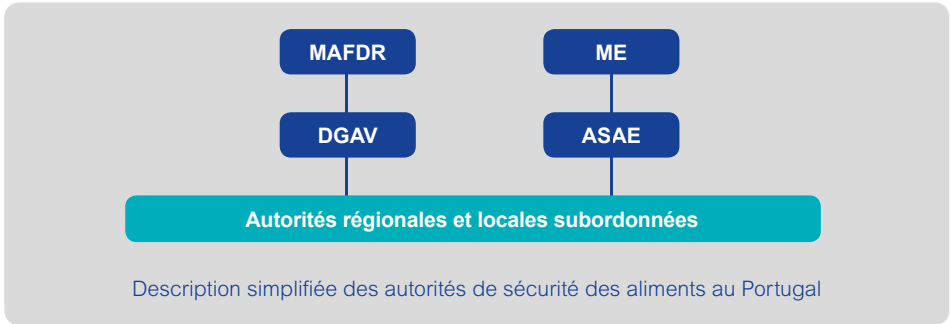 MAFDR
ME
DGAV
ASAE
Autorités régionales et locales subordonnées
Description simplifiée des autorités de sécurité des aliments au Portugal